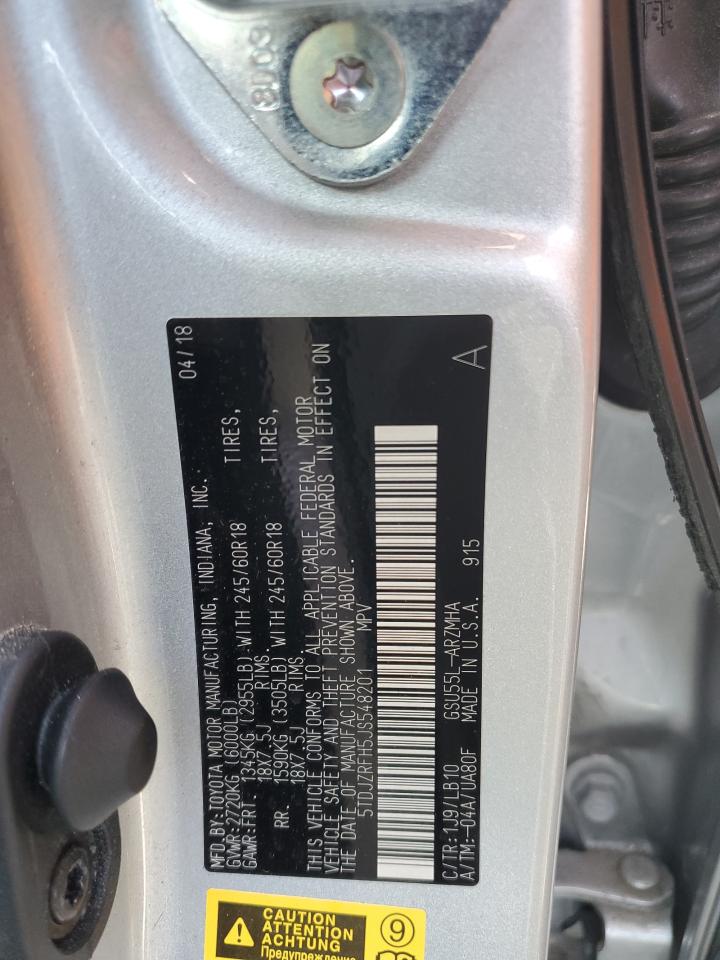 3D03
MFD.BY:TOYOTA MOTOR MANUFACTURING, INDIANA, INC. 04/18
GVWR:2720KG (6000LB)
GAWR:FRT. 1345KG (2955LB) WITH 245/60R18 TIRES,
18X7.5J RIMS
RR. 1590KG (3505LB) WITH 245/60R18 TIRES,
18X7.5J RIMS
THIS VEHICLE CONFORMS TO ALL APPLICABLE FEDERAL MOTOR
VEHICLE SAFETY AND THEFT PREVENTION STANDARDS IN EFFECT ON
THE DATE OF MANUFACTURE SHOWN ABOVE.
5TDJZRFH5JS548201 MPV
C/TR:1J9/LB10 GSU55L-ARZMHA A
A/TM:-04A/UA80F MADE IN U.S.A. 915
CAUTION
ATTENTION
ACHTUNG
Предупреждение
9